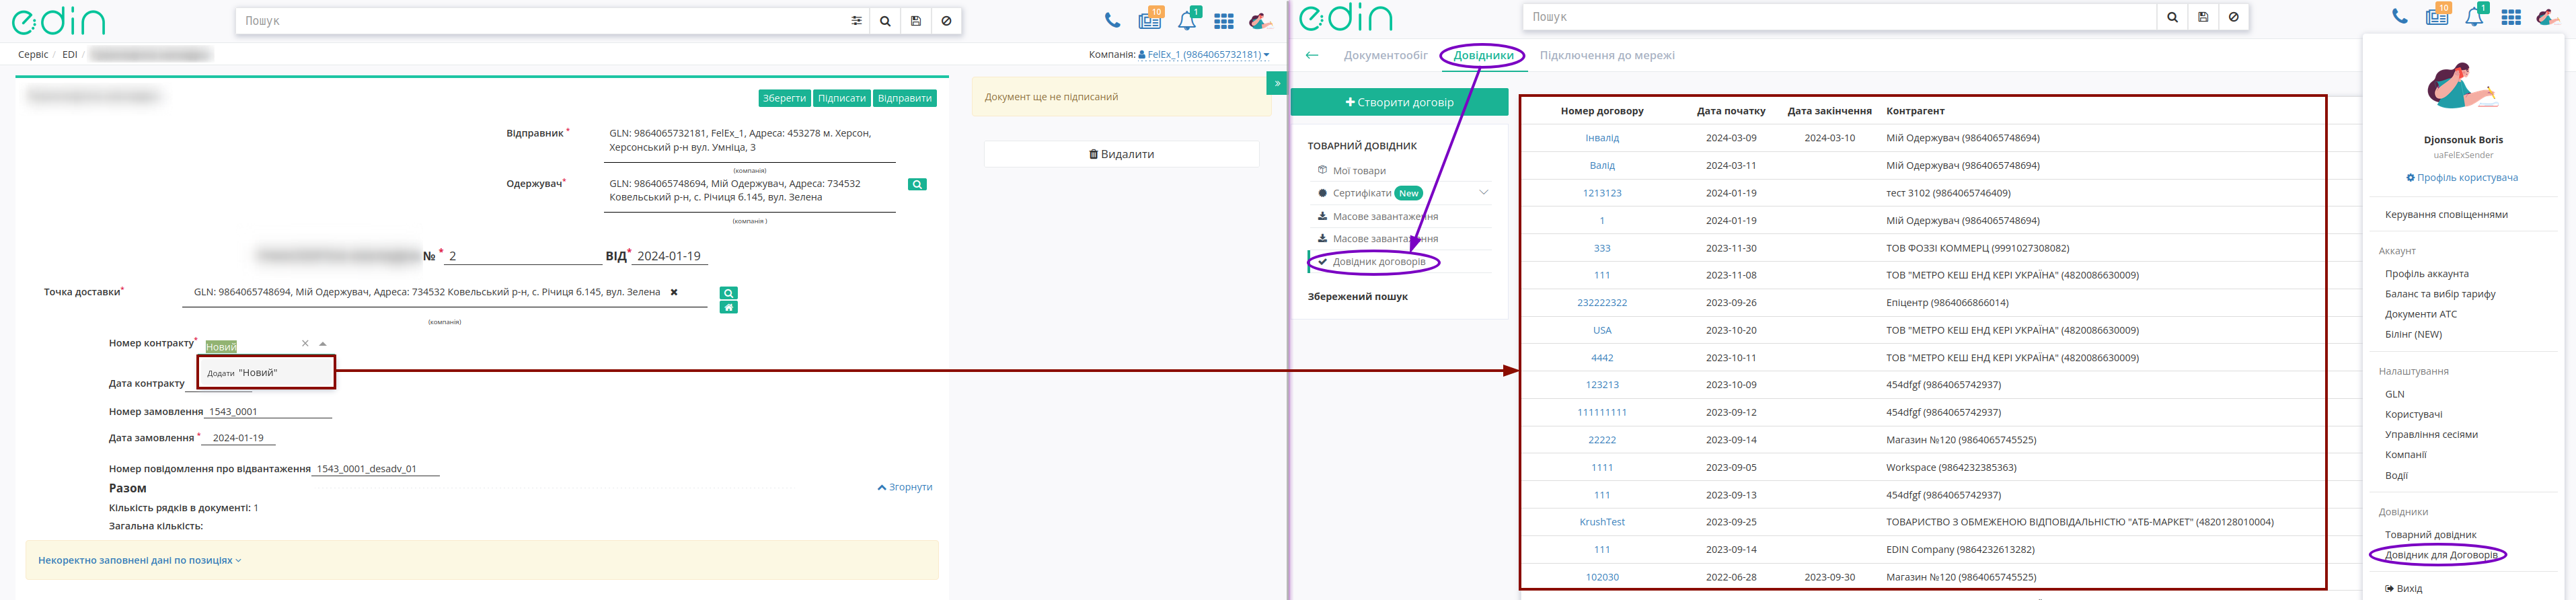 edin
Пошук
10
1
Сервіс / EDI /
Компанія: FelEx_1 (9864065732181)
Зберегти Підписати Відправити
Відправник * GLN: 9864065732181, FelEx_1, Адреса: 453278 м. Херсон,
Херсонський р-н вул. Умніца, 3
(компанія)
Одержувач* GLN: 9864065748694, Мій Одержувач, Адреса: 734532
Ковельський р-н, с. Річиця б.145, вул. Зелена
(компанія )
№ * 2 ВІД* 2024-01-19
Точка доставки* GLN: 9864065748694, Мій Одержувач, Адреса: 734532 Ковельський р-н, с. Річиця б.145, вул. Зелена ✖
(компанія)
Номер контракту* Новий ×
Додати "Новий"
Дата контракту
Номер замовлення 1543_0001
Дата замовлення * 2024-01-19
Номер повідомлення про відвантаження 1543_0001_desadv_01
Разом
Згорнути
Кількість рядків в документі: 1
Загальна кількість:
Некоректно заповнені дані по позиціях
»
Документ ще не підписаний
Видалити
edin
Пошук
10
1
← Документообіг Довідники Підключення до мережі
+ Створити договір
ТОВАРНИЙ ДОВІДНИК
Мої товари
Сертифікати New
Масове завантаження
Масове завантаження
Довідник договорів
Збережений пошук
Номер договору Дата початку Дата закінчення Контрагент
Інвалід 2024-03-09 2024-03-10 Мій Одержувач (9864065748694)
Валід 2024-03-11 Мій Одержувач (9864065748694)
1213123 2024-01-19 тест 3102 (9864065746409)
1 2024-01-19 Мій Одержувач (9864065748694)
333 2023-11-30 ТОВ ФОЗЗІ КОММЕРЦ (9991027308082)
111 2023-11-08 ТОВ "МЕТРО КЕШ ЕНД КЕРІ УКРАЇНА" (4820086630009)
232222322 2023-09-26 Епіцентр (9864066866014)
USA 2023-10-20 ТОВ "МЕТРО КЕШ ЕНД КЕРІ УКРАЇНА" (4820086630009)
4442 2023-10-11 ТОВ "МЕТРО КЕШ ЕНД КЕРІ УКРАЇНА" (4820086630009)
123213 2023-10-09 454dfgf (9864065742937)
111111111 2023-09-12 454dfgf (9864065742937)
22222 2023-09-14 Магазин №120 (9864065745525)
1111 2023-09-05 Workspace (9864232385363)
111 2023-09-13 454dfgf (9864065742937)
KrushTest 2023-09-25 ТОВАРИСТВО З ОБМЕЖЕНОЮ ВІДПОВІДАЛЬНІСТЮ "АТБ-МАРКЕТ" (4820128010004)
111 2023-09-14 EDIN Company (9864232613282)
102030 2022-06-28 2023-09-30 Магазин №120 (9864065745525)
Djonsonuk Boris
uaFelExSender
Профіль користувача
Керування сповіщеннями
Аккаунт
Профіль аккаунта
Баланс та вибір тарифу
Документи АТС
Білінг (NEW)
Налаштування
GLN
Користувачі
Управління сесіями
Компанії
Водії
Довідники
Товарний довідник
Довідник для Договорів
Вихід